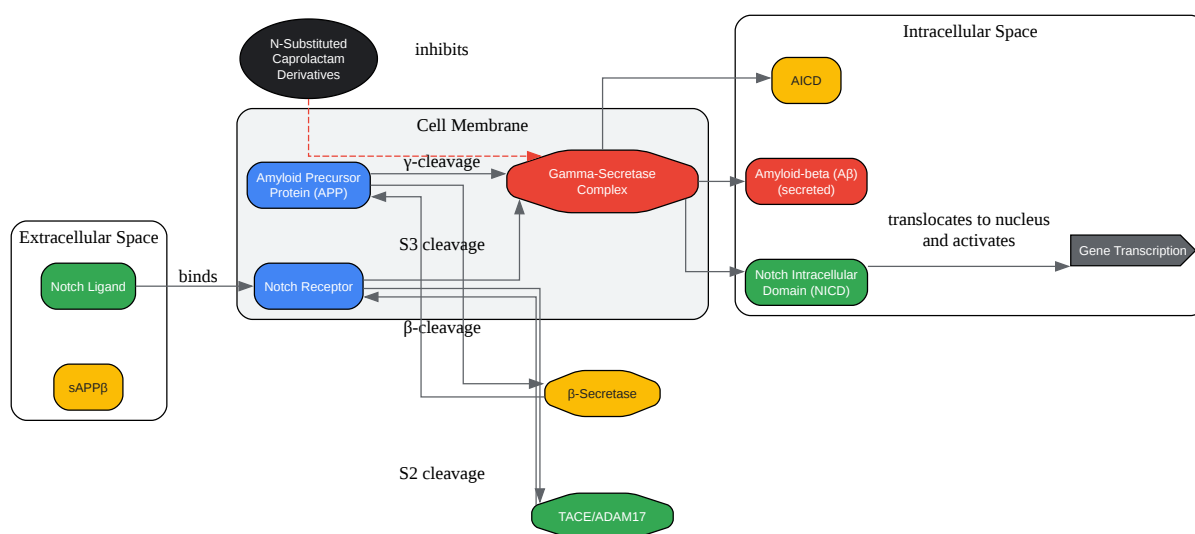 N-Substituted
Caprolactam
Derivatives
inhibits
Intracellular Space
AICD
Cell Membrane
γ-cleavage
Amyloid Precursor
Protein (APP)
Gamma-Secretase
Complex
Amyloid-beta (Aβ)
(secreted)
translocates to nucleus
and activates
Extracellular Space
S3 cleavage
Gene Transcription
Notch Ligand
binds
Notch Receptor
Notch Intracellular
Domain (NICD)
β-cleavage
sAPPβ
β-Secretase
S2 cleavage
TACE/ADAM17